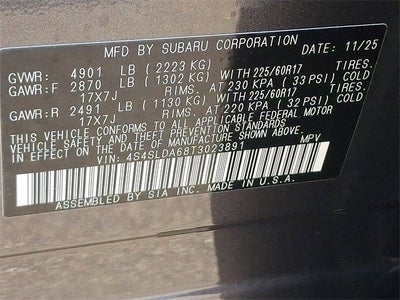 MFD BY SUBARU CORPORATION DATE: 11/25
GVWR: 4901 LB ( 2223 KG)
GAWR:F 2870 LB ( 1302 KG) WITH 225/60R17 TIRES.
17X7J RIMS. AT 230 KPA ( 33 PSI) COLD
GAWR:R 2491 LB ( 1130 KG) WITH 225/60R17 TIRES.
17X7J RIMS. AT 220 KPA ( 32 PSI) COLD
THIS VEHICLE CONFORMS TO ALL APPLICABLE FEDERAL MOTOR
VEHICLE SAFETY AND THEFT PREVENTION STANDARDS
IN EFFECT ON THE DATE OF MANUFACTURE SHOWN ABOVE.
VIN: 4S4SLDA68T3023891 MPV
ASSEMBLED BY SIA INC. MADE IN U.S.A.